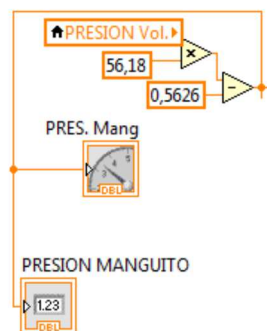 PRESION Vol.
56,18
0,5626
PRES. Mang
DBL
PRESION MANGUITO
1.23
DBL